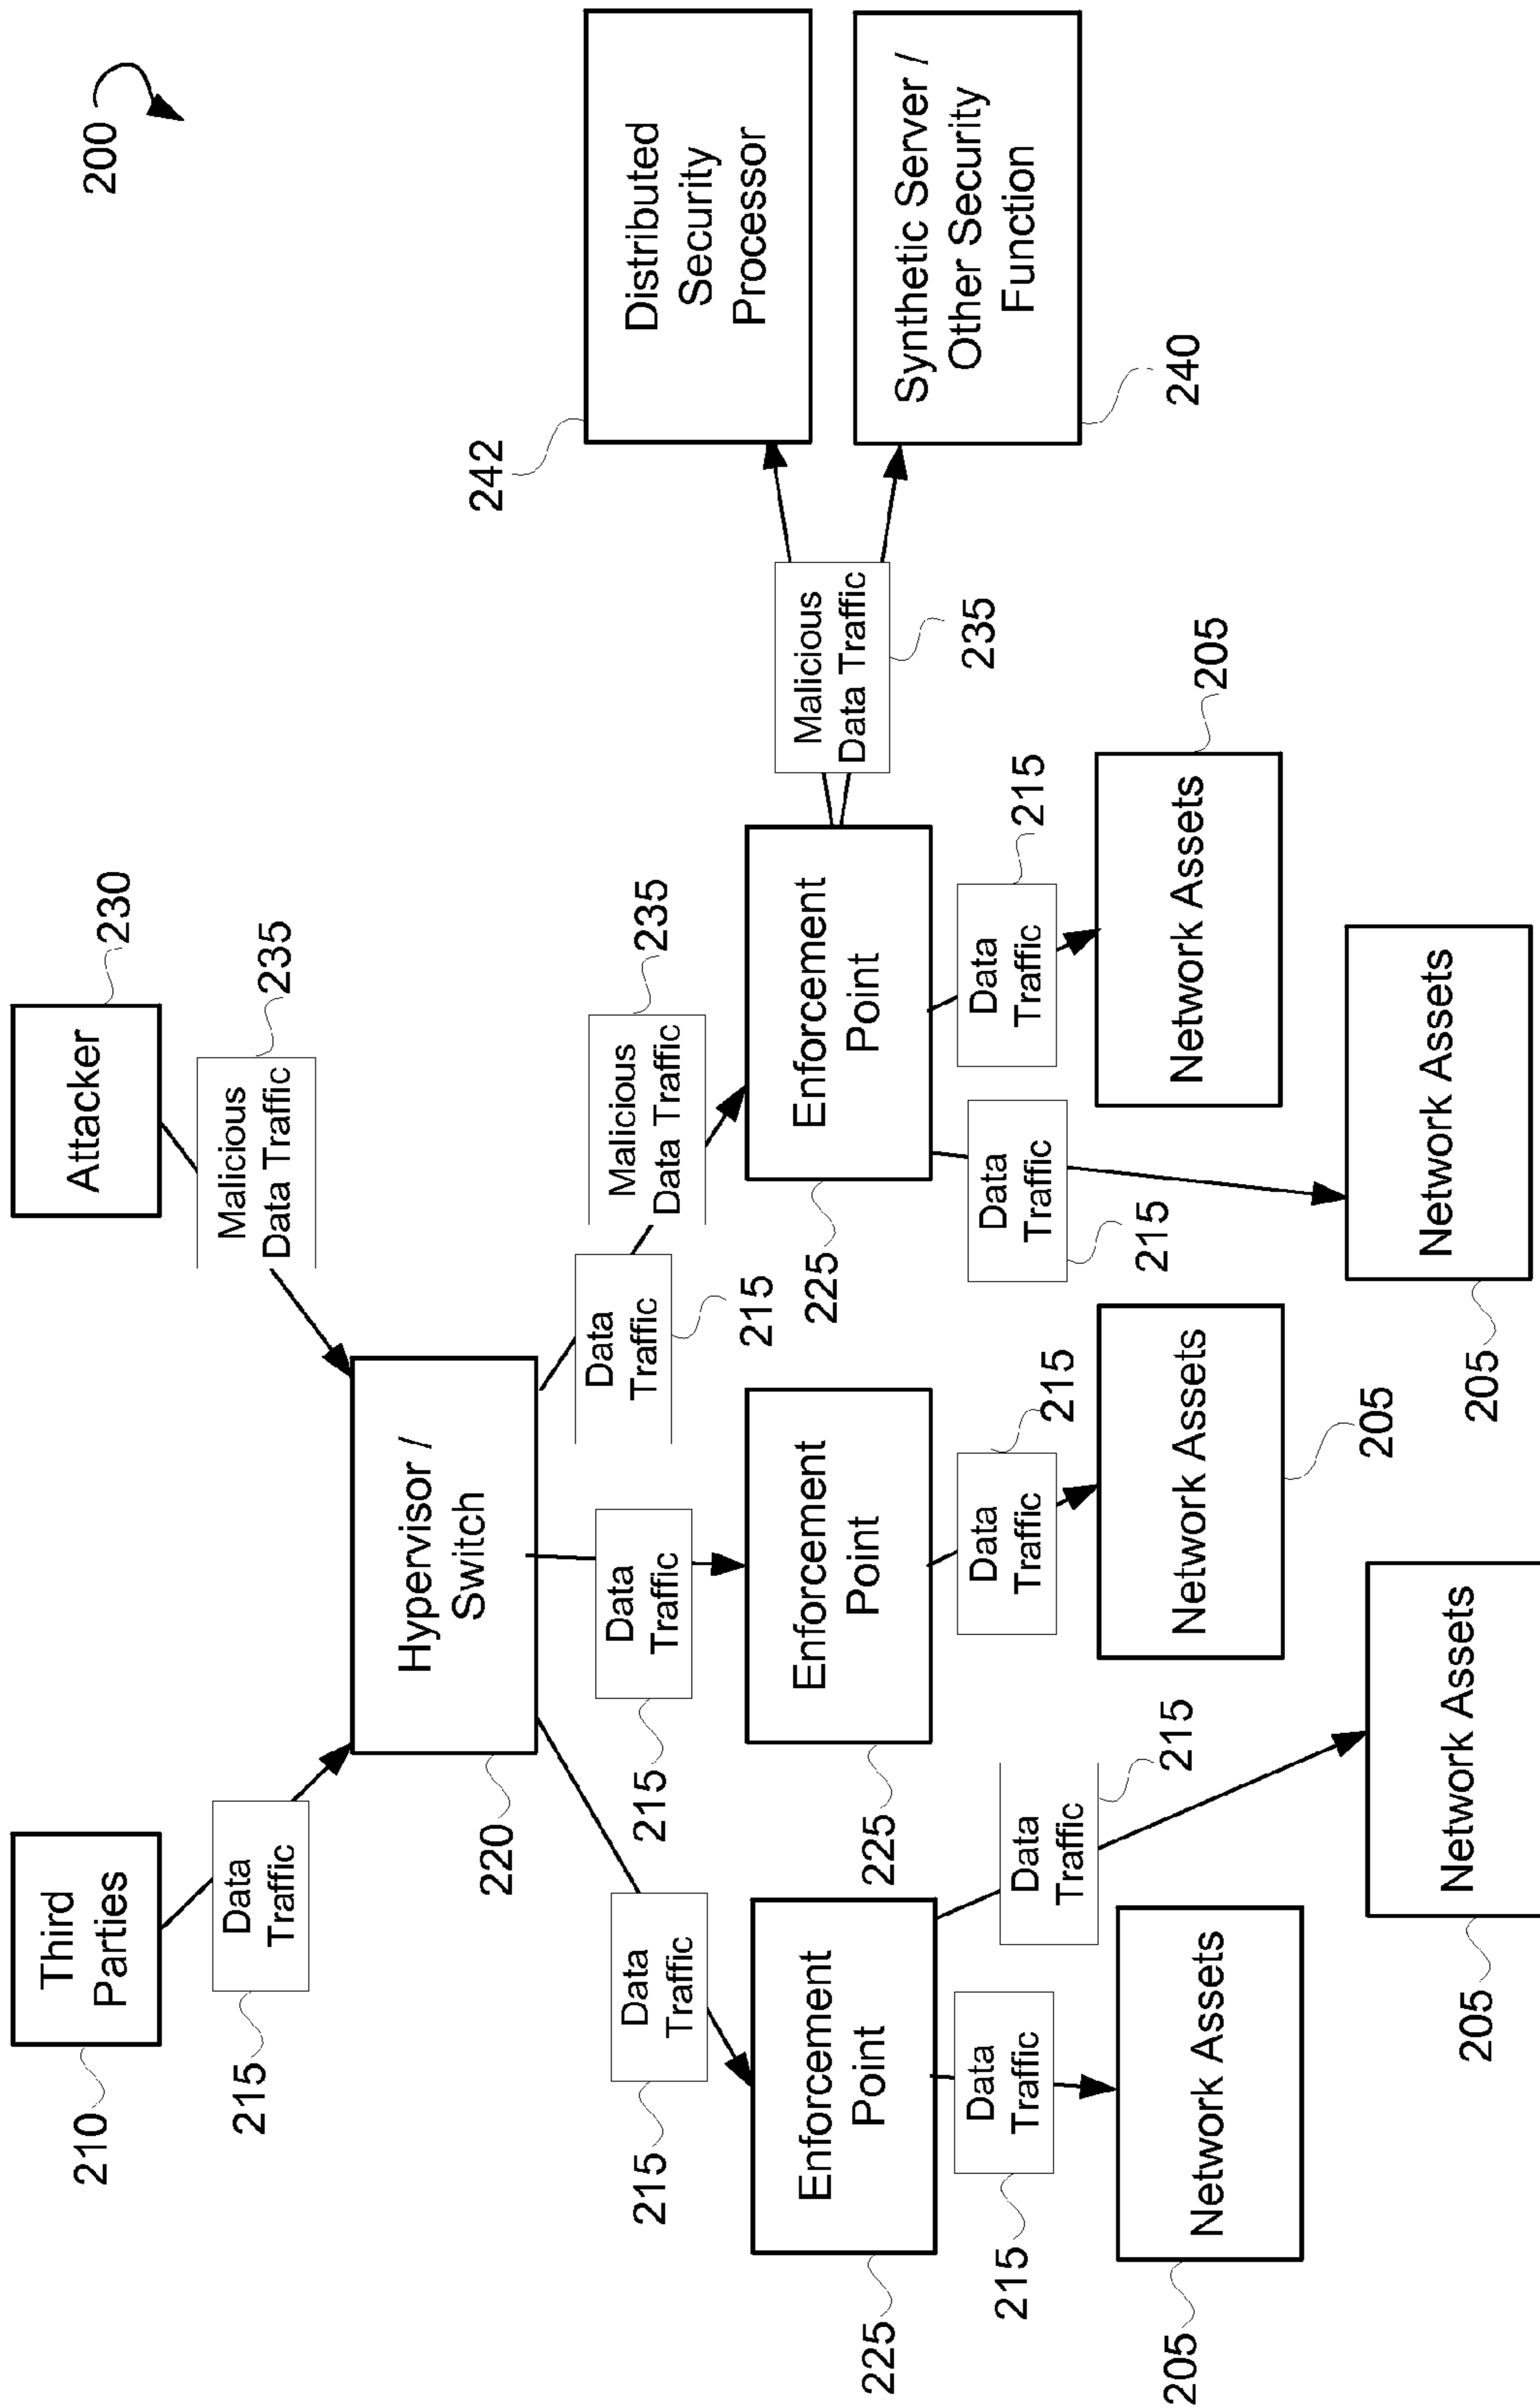 200
Third
Parties
210
Attacker
230
Data
Traffic
215
Malicious
Data Traffic
235
Hypervisor /
Switch
220
Data
Traffic
215
Data
Traffic
215
Data
Traffic
215
Malicious
Data Traffic
235
Enforcement
Point
225
Enforcement
Point
225
Enforcement
Point
225
Malicious
Data Traffic
235
Distributed
Security
Processor
242
Synthetic Server /
Other Security
Function
240
Data
Traffic
215
Data
Traffic
215
Data
Traffic
215
Data
Traffic
215
Data
Traffic
215
Network Assets
205
Network Assets
205
Network Assets
205
Network Assets
205
Network Assets
205